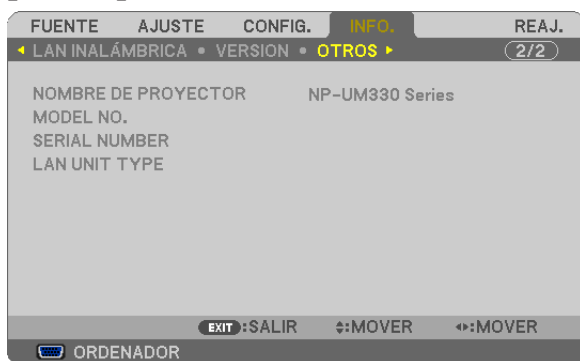 FUENTE AJUSTE CONFIG. INFO. REAJ.
LAN INALÁMBRICA • VERSION • OTROS 2/2
NOMBRE DE PROYECTOR NP-UM330 Series
MODEL NO.
SERIAL NUMBER
LAN UNIT TYPE
EXIT :SALIR :MOVER :MOVER
ORDENADOR